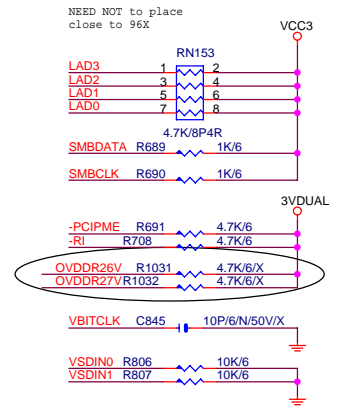 NEED NOT to place
close to 96X
VCC3
RN153
LAD3 1 2
LAD2 3 4
LAD1 5 6
LAD0 7 8
4.7K/8P4R
SMBDATA R689 1K/6
SMBCLK R690 1K/6
3VDUAL
-PCIPME R691 4.7K/6
-RI R708 4.7K/6
OVDDR26V R1031 4.7K/6/X
OVDDR27V R1032 4.7K/6/X
VBITCLK C845 10P/6/N/50V/X
VSDIN0 R806 10K/6
VSDIN1 R807 10K/6